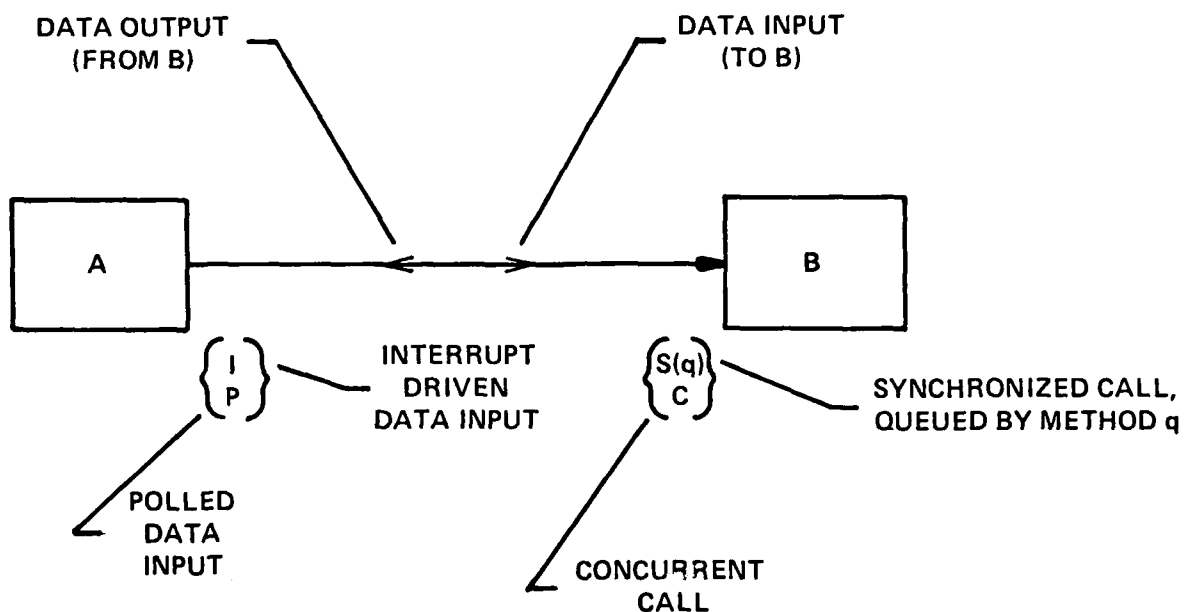 DATA OUTPUT
(FROM B)
DATA INPUT
(TO B)
A
B
I
P
INTERRUPT
DRIVEN
DATA INPUT
S(q)
C
SYNCHRONIZED CALL,
QUEUED BY METHOD q
POLLED
DATA
INPUT
CONCURRENT
CALL